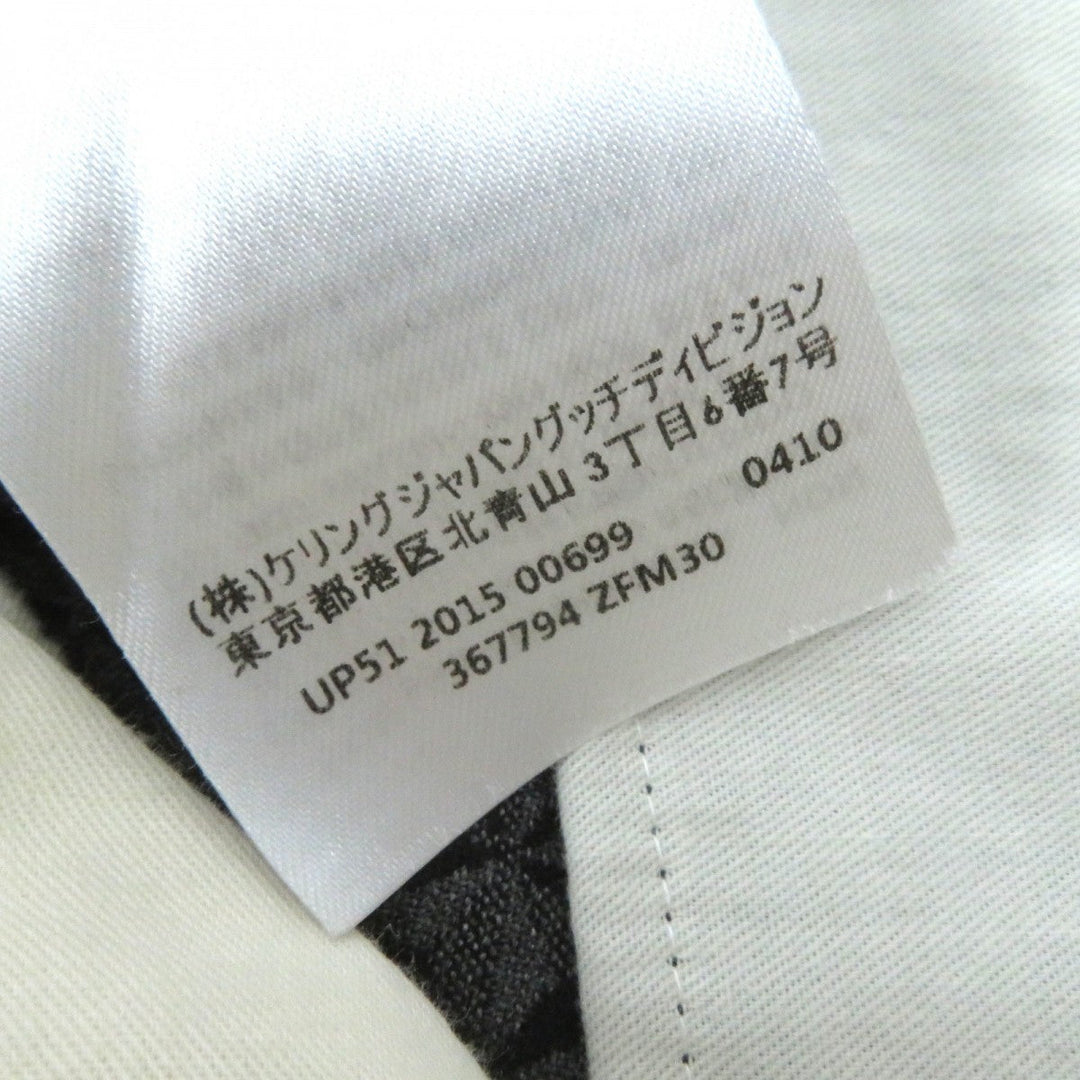 (株)ケリングジャパングッチディビジョン
東京都港区北青山3丁目6番7号
UP51 2015 00699 0410
367794 ZFM30